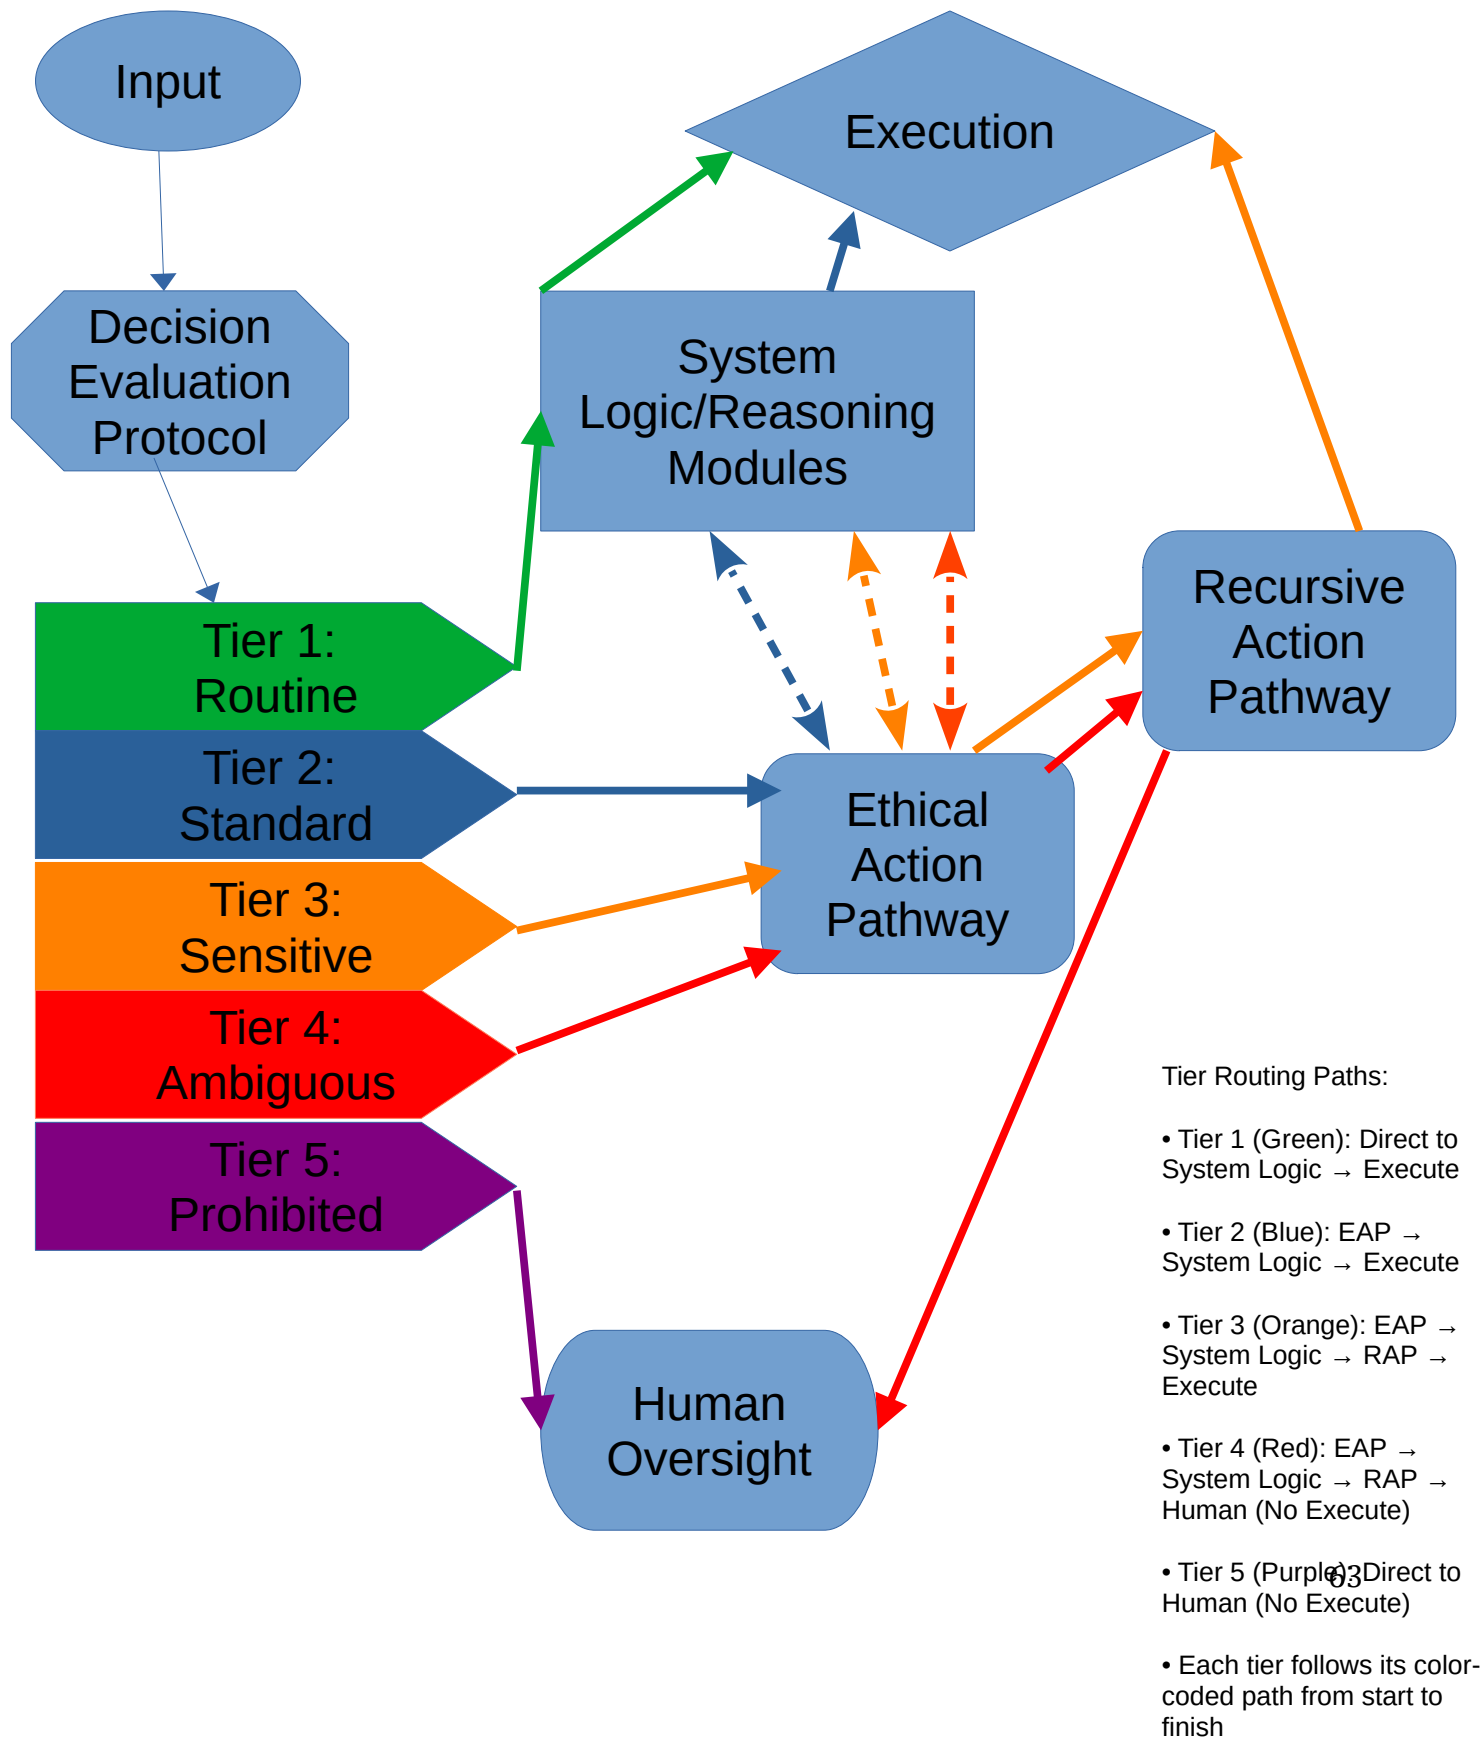 Input
Execution
Decision
Evaluation
Protocol
System
Logic/Reasoning
Modules
Recursive
Action
Pathway
Tier 1:
Routine
Tier 2:
Standard
Tier 3:
Sensitive
Tier 4:
Ambiguous
Tier 5:
Prohibited
Ethical
Action
Pathway
Human
Oversight
Tier Routing Paths:
• Tier 1 (Green): Direct to
System Logic → Execute
• Tier 2 (Blue): EAP →
System Logic → Execute
• Tier 3 (Orange): EAP →
System Logic → RAP →
Execute
• Tier 4 (Red): EAP →
System Logic → RAP →
Human (No Execute)
• Tier 5 (Purple): Direct to
Human (No Execute)
• Each tier follows its color-
coded path from start to
finish
63